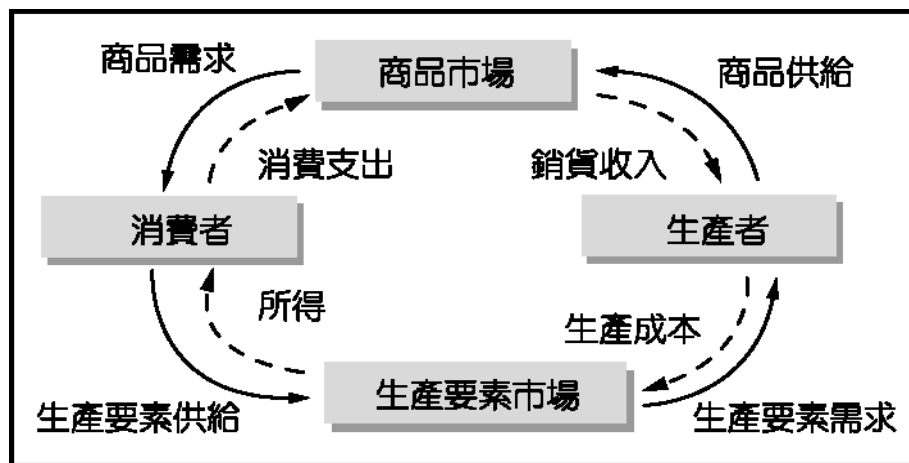 商品需求
商品市場
商品供給
消費支出
銷貨收入
消費者
生產者
所得
生產成本
生產要素供給
生產要素市場
生產要素需求